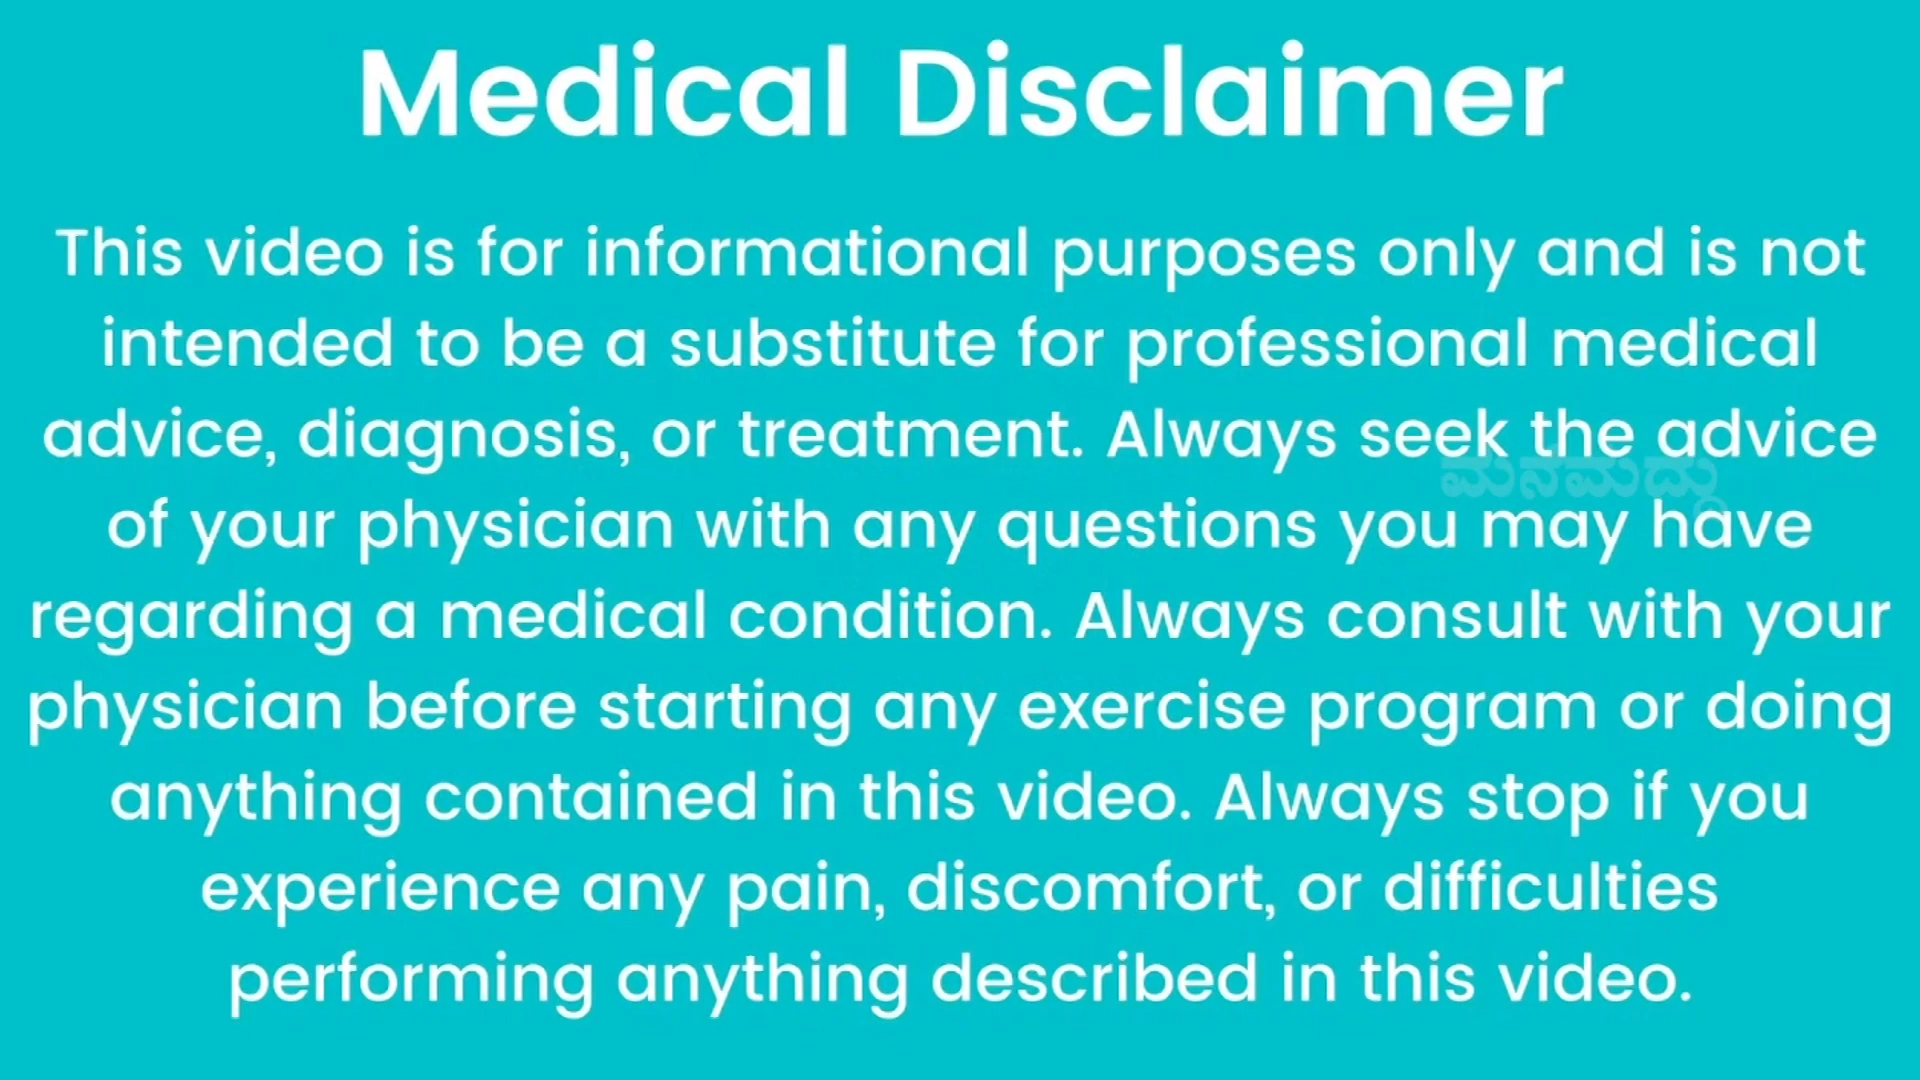 Medical Disclaimer
This video is for informational purposes only and is not
intended to be a substitute for professional medical
advice, diagnosis, or treatment. Always seek the advice
ಮನಮದ್ದು
of your physician with any questions you may have
regarding a medical condition. Always consult with your
physician before starting any exercise program or doing
anything contained in this video. Always stop if you
experience any pain, discomfort, or difficulties
performing anything described in this video.